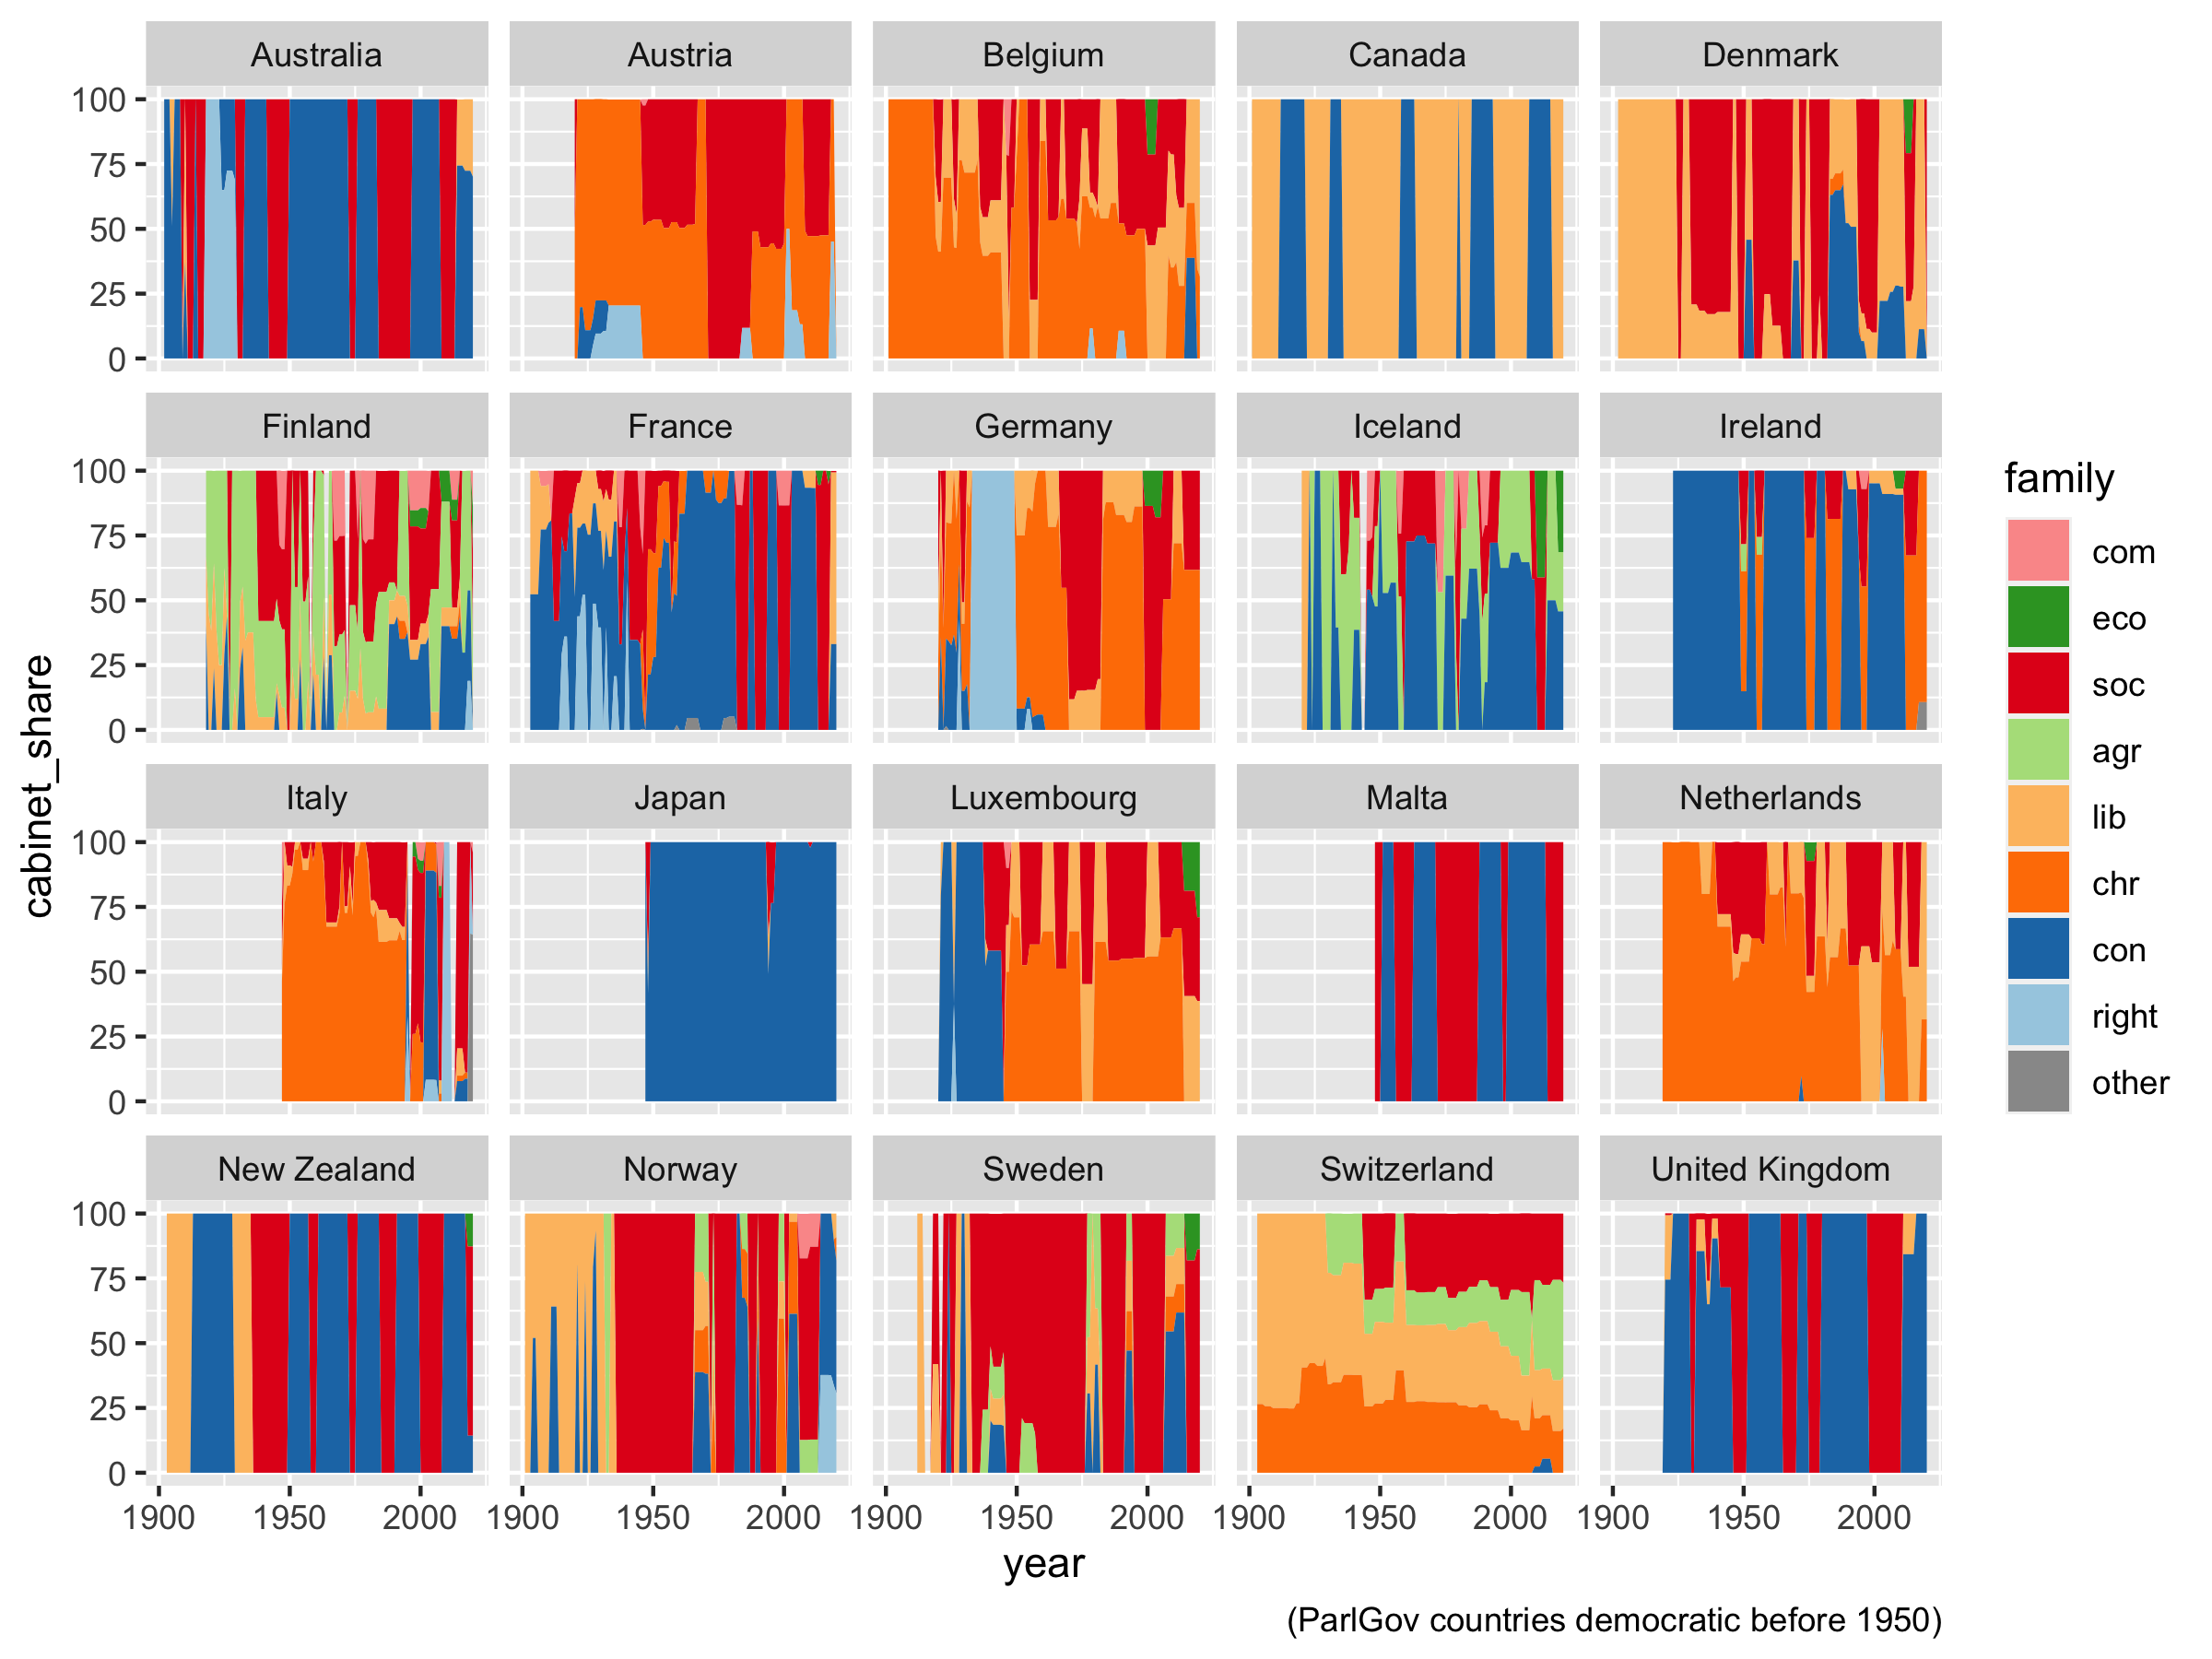 Australia Austria Belgium Canada Denmark
100
75
50
25
0
Finland France Germany Iceland Ireland
100
75
50
25
0
Italy Japan Luxembourg Malta Netherlands
100
75
50
25
0
New Zealand Norway Sweden Switzerland United Kingdom
100
75
50
25
0
1900 1950 2000 1900 1950 2000 1900 1950 2000 1900 1950 2000 1900 1950 2000
cabinet_share
year
(ParlGov countries democratic before 1950)
family
com
eco
soc
agr
lib
chr
con
right
other